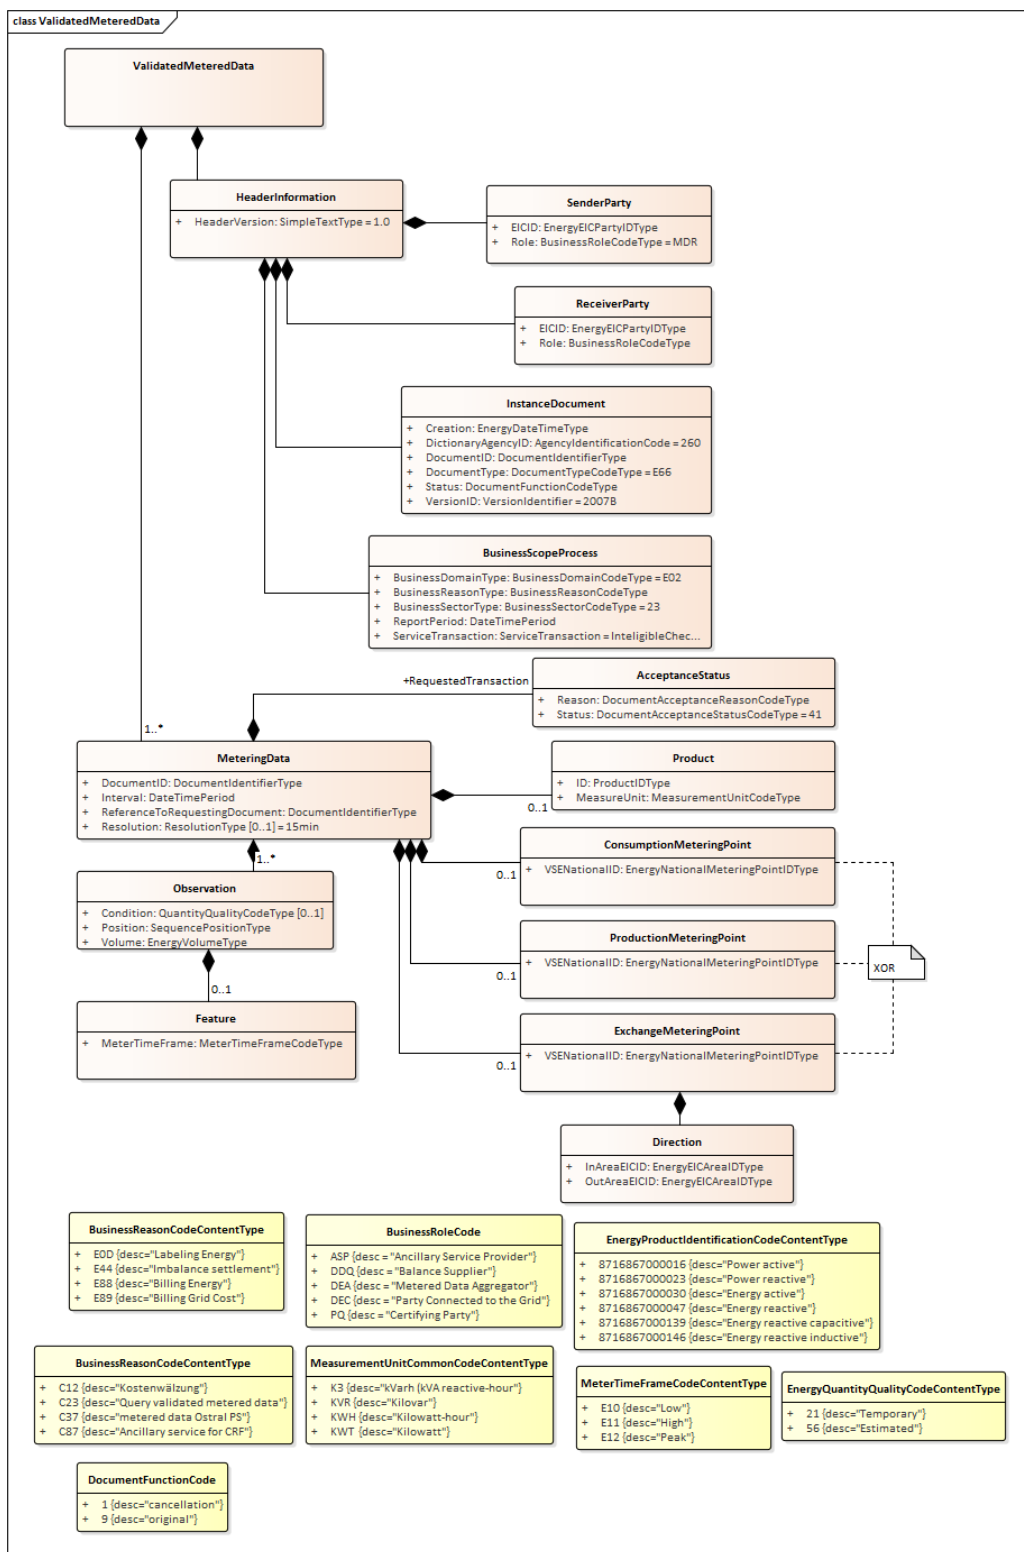 class ValidatedMeteredData
ValidatedMeteredData
HeaderInformation
+ HeaderVersion: SimpleTextType = 1.0
SenderParty
+ EICID: EnergyEICPartyIDType
+ Role: BusinessRoleCodeType = MDR
ReceiverParty
+ EICID: EnergyEICPartyIDType
+ Role: BusinessRoleCodeType
InstanceDocument
+ Creation: EnergyDateTimeType
+ DictionaryAgencyID: AgencyIdentificationCode = 260
+ DocumentID: DocumentIdentifierType
+ DocumentType: DocumentTypeCodeType = E66
+ Status: DocumentFunctionCodeType
+ VersionID: VersionIdentifier = 2007B
BusinessScopeProcess
+ BusinessDomainType: BusinessDomainCodeType = E02
+ BusinessReasonType: BusinessReasonCodeType
+ BusinessSectorType: BusinessSectorCodeType = 23
+ ReportPeriod: DateTimePeriod
+ ServiceTransaction: ServiceTransaction = InteligibleChec...
+RequestedTransaction
AcceptanceStatus
+ Reason: DocumentAcceptanceReasonCodeType
+ Status: DocumentAcceptanceStatusCodeType = 41
1..*
MeteringData
+ DocumentID: DocumentIdentifierType
+ Interval: DateTimePeriod
+ ReferenceToRequestingDocument: DocumentIdentifierType
+ Resolution: ResolutionType [0..1] = 15min
Product
+ ID: ProductIDType
+ MeasureUnit: MeasurementUnitCodeType
0..1
ConsumptionMeteringPoint
+ VSENationalID: EnergyNationalMeteringPointIDType
0..1
1..*
Observation
+ Condition: QuantityQualityCodeType [0..1]
+ Position: SequencePositionType
+ Volume: EnergyVolumeType
ProductionMeteringPoint
+ VSENationalID: EnergyNationalMeteringPointIDType
0..1
XOR
0..1
Feature
+ MeterTimeFrame: MeterTimeFrameCodeType
ExchangeMeteringPoint
+ VSENationalID: EnergyNationalMeteringPointIDType
0..1
Direction
+ InAreaEICID: EnergyEICAreaIDType
+ OutAreaEICID: EnergyEICAreaIDType
BusinessReasonCodeContentType
+ E0D {desc="Labeling Energy"}
+ E44 {desc="Imbalance settlement"}
+ E88 {desc="Billing Energy"}
+ E89 {desc="Billing Grid Cost"}
BusinessRoleCode
+ ASP {desc = "Ancillary Service Provider"}
+ DDQ {desc = "Balance Supplier"}
+ DEA {desc = "Metered Data Aggregator"}
+ DEC {desc = "Party Connected to the Grid"}
+ PQ {desc = "Certifying Party"}
EnergyProductIdentificationCodeContentType
+ 8716867000016 {desc="Power active"}
+ 8716867000023 {desc="Power reactive"}
+ 8716867000030 {desc="Energy active"}
+ 8716867000047 {desc="Energy reactive"}
+ 8716867000139 {desc="Energy reactive capacitive"}
+ 8716867000146 {desc="Energy reactive inductive"}
BusinessReasonCodeContentType
+ C12 {desc="Kostenwälzung"}
+ C23 {desc="Query validated metered data"}
+ C37 {desc="metered data Ostral PS"}
+ C87 {desc="Ancillary service for CRF"}
MeasurementUnitCommonCodeContentType
+ K3 {desc="kVarh (kVA reactive-hour"}
+ KVR {desc="Kilovar"}
+ KWH {desc="Kilowatt-hour"}
+ KWT {desc="Kilowatt"}
MeterTimeFrameCodeContentType
+ E10 {desc="Low"}
+ E11 {desc="High"}
+ E12 {desc="Peak"}
EnergyQuantityQualityCodeContentType
+ 21 {desc="Temporary"}
+ 56 {desc="Estimated"}
DocumentFunctionCode
+ 1 {desc="cancellation"}
+ 9 {desc="original"}